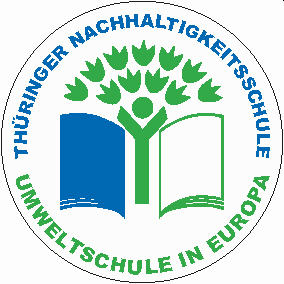 THÜRINGER NACHHALTIGKEITSSCHULE
UMWELTSCHULE IN EUROPA